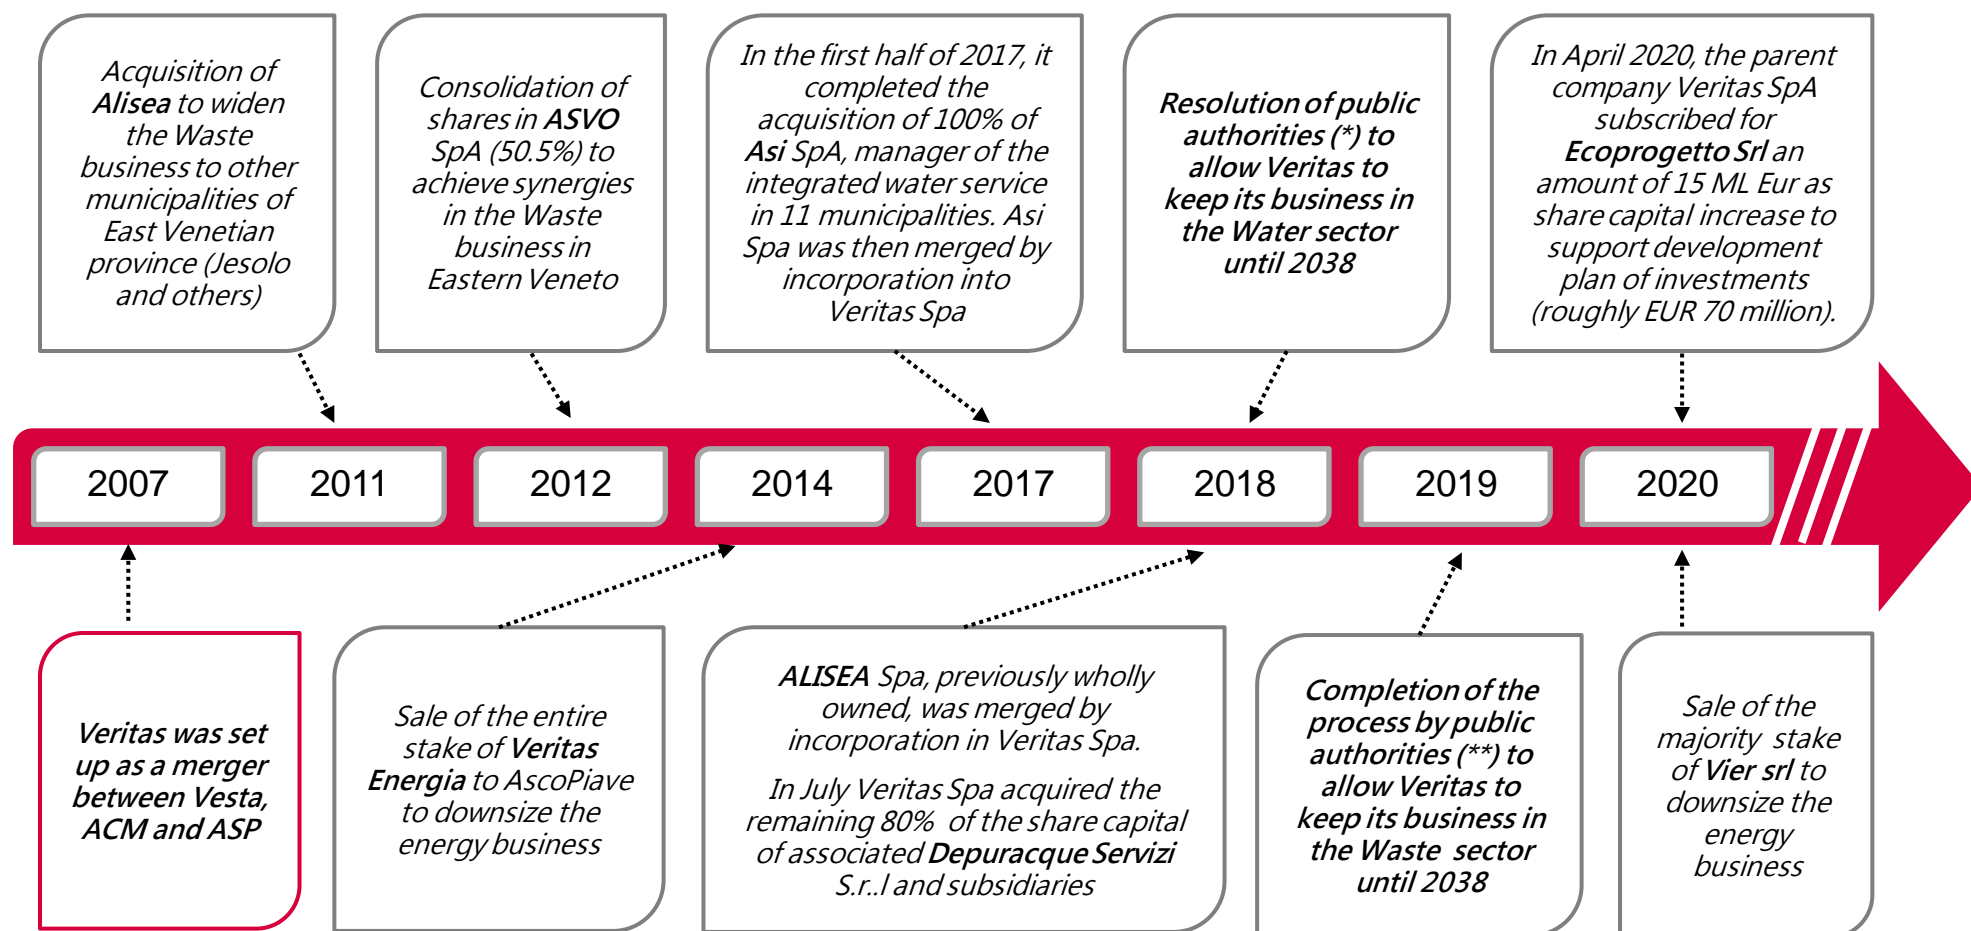 Acquisition of
Alisea to widen
the Waste
business to other
municipalities of
East Venetian
province (Jesolo
and others)
Consolidation of
shares in ASVO
SpA (50.5%) to
achieve synergies
in the Waste
business in
Eastern Veneto
In the first half of 2017, it
completed the
acquisition of 100% of
Asi SpA, manager of the
integrated water service
in 11 municipalities. Asi
Spa was then merged by
incorporation into
Veritas Spa
Resolution of public
authorities (*) to
allow Veritas to
keep its business in
the Water sector
until 2038
In April 2020, the parent
company Veritas SpA
subscribed for
Ecoprogetto Srl an
amount of 15 ML Eur as
share capital increase to
support development
plan of investments
(roughly EUR 70 million).
2007
2011
2012
2014
2017
2018
2019
2020
Veritas was set
up as a merger
between Vesta,
ACM and ASP
Sale of the entire
stake of Veritas
Energia to AscoPiave
to downsize the
energy business
ALISEA Spa, previously wholly
owned, was merged by
incorporation in Veritas Spa.
In July Veritas Spa acquired the
remaining 80% of the share capital
of associated Depuracque Servizi
S.r..l and subsidiaries
Completion of the
process by public
authorities (**) to
allow Veritas to
keep its business in
the Waste sector
until 2038
Sale of the
majority stake
of Vier srl to
downsize the
energy
business